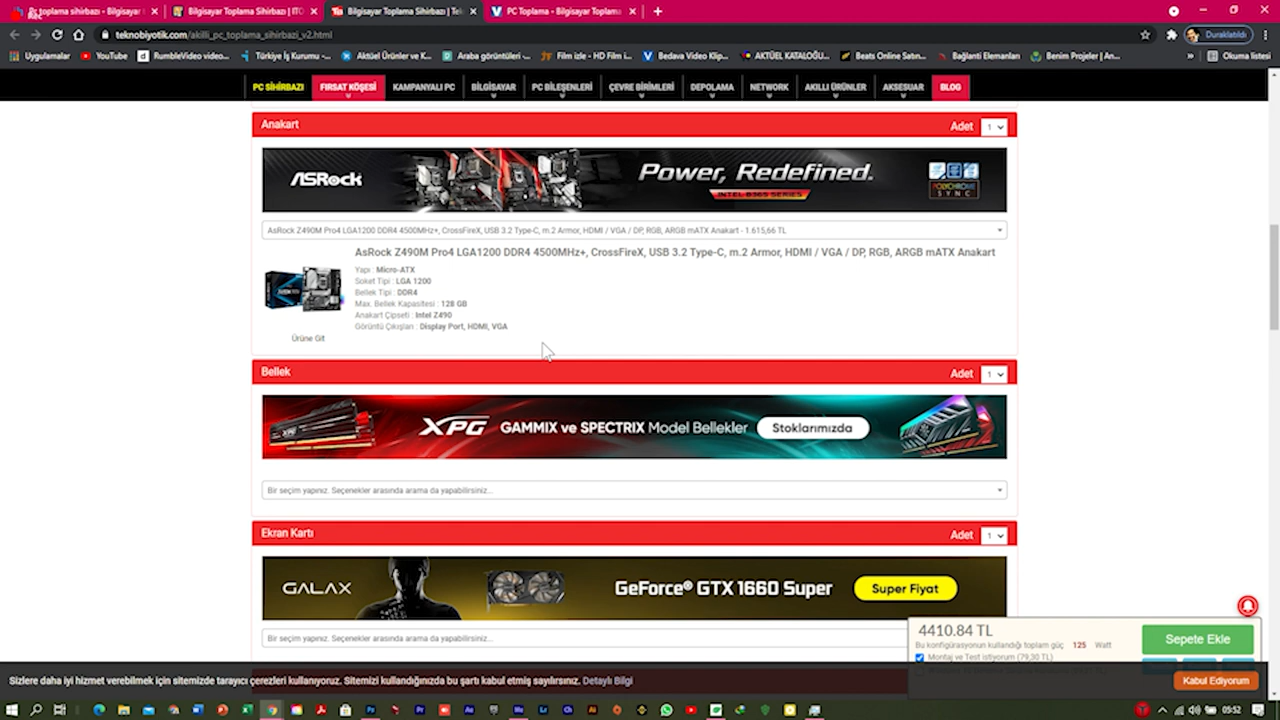 Pc toplama sihirbazı - Bilgisayar
Bilgisayar Toplama Sihirbazı | İTO
Bilgisayar Toplama Sihirbazı | Tek
PC Toplama - Bilgisayar Toplama
Rec
teknobiyotik.com/akilli_pc_toplama_sihirbazi_v2.html
Duraklatıldı
Uygulamalar
YouTube
RumbleVideo video...
Türkiye İş Kurumu -...
Aktüel Ürünler ve K...
Araba görüntüleri -...
Film izle - HD Film i...
Bedava Video Klip...
AKTÜEL KATALOĞU...
Beats Online Satın...
Bağlanti Elemanları
Benim Projeler | An...
»
Okuma listesi
PC SİHİRBAZI
FIRSAT KÖŞESİ
KAMPANYALI PC
BİLGİSAYAR
PC BİLEŞENLERİ
ÇEVRE BİRİMLERİ
DEPOLAMA
NETWORK
AKILLI ÜRÜNLER
AKSESUAR
BLOG
Anakart
Adet 1
ASRock
Power, Redefined.
INTEL B365 SERIES
POLYCHROME
SYNC
AsRock Z490M Pro4 LGA1200 DDR4 4500MHz+, CrossFireX, USB 3.2 Type-C, m.2 Armor, HDMI / VGA / DP, RGB, ARGB mATX Anakart - 1.615,66 TL
AsRock Z490M Pro4 LGA1200 DDR4 4500MHz+, CrossFireX, USB 3.2 Type-C, m.2 Armor, HDMI / VGA / DP, RGB, ARGB mATX Anakart
Yapı : Micro-ATX
Soket Tipi : LGA 1200
Bellek Tipi : DDR4
Max. Bellek Kapasitesi : 128 GB
Anakart Çipseti : Intel Z490
Görüntü Çıkışları : Display Port, HDMI, VGA
Ürüne Git
Bellek
Adet 1
XPG
XPG GAMMIX ve SPECTRIX Model Bellekler
Stoklarımızda
Bir seçim yapınız. Seçenekler arasında arama da yapabilirsiniz...
Ekran Kartı
Adet 1
GALAX
GeForce® GTX 1660 Super
Super Fiyat
Bir seçim yapınız. Seçenekler arasında arama da yapabilirsiniz...
4410.84 TL
Bu konfigürasyonun kullandığı toplam güç 125 Watt
Montaj ve Test istiyorum (79,30 TL)
Sepete Ekle
Sizlere daha iyi hizmet verebilmek için sitemizde tarayıcı çerezleri kullanıyoruz. Sitemizi kullandığınızda bu şartı kabul etmiş sayılırsınız. Detaylı Bilgi
Kabul Ediyorum
05:52